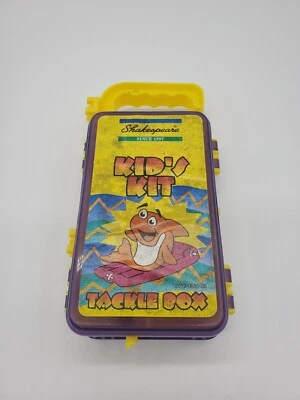 Shakespeare
SINCE 1897
KID'S
KIT
TACKLE BOX